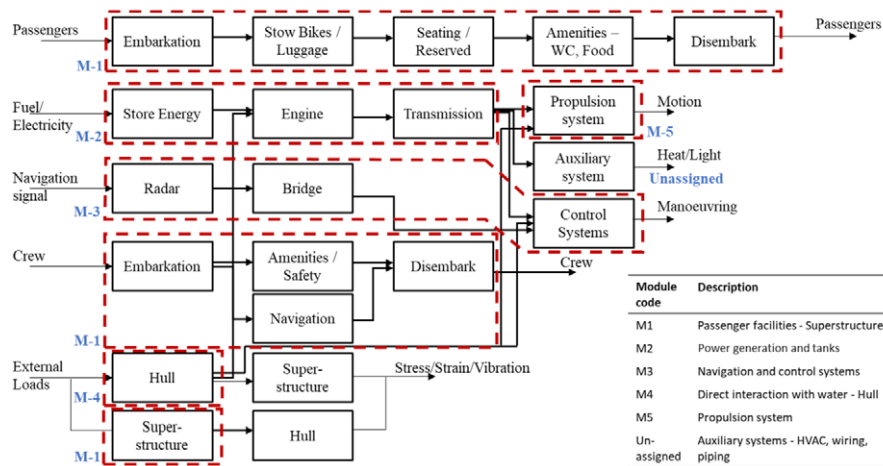 Passengers
Embarkation
Stow Bikes /
Luggage
Seating /
Reserved
Amenities –
WC, Food
Disembark
Passengers
M-1
Fuel/
Electricity
Store Energy
Engine
Transmission
Propulsion
system
Motion
M-2
M-5
Auxiliary
system
Heat/Light
Unassigned
Navigation
signal
Radar
Bridge
M-3
Control
Systems
Manoeuvring
Crew
Embarkation
Amenities /
Safety
Disembark
Crew
Navigation
M-1
External
Loads
Hull
Super-
structure
Stress/Strain/Vibration
M-4
Super-
structure
Hull
M-1
Module
code
Description
M1 Passenger facilities - Superstructure
M2 Power generation and tanks
M3 Navigation and control systems
M4 Direct interaction with water - Hull
M5 Propulsion system
Un- Auxiliary systems - HVAC, wiring,
assigned piping